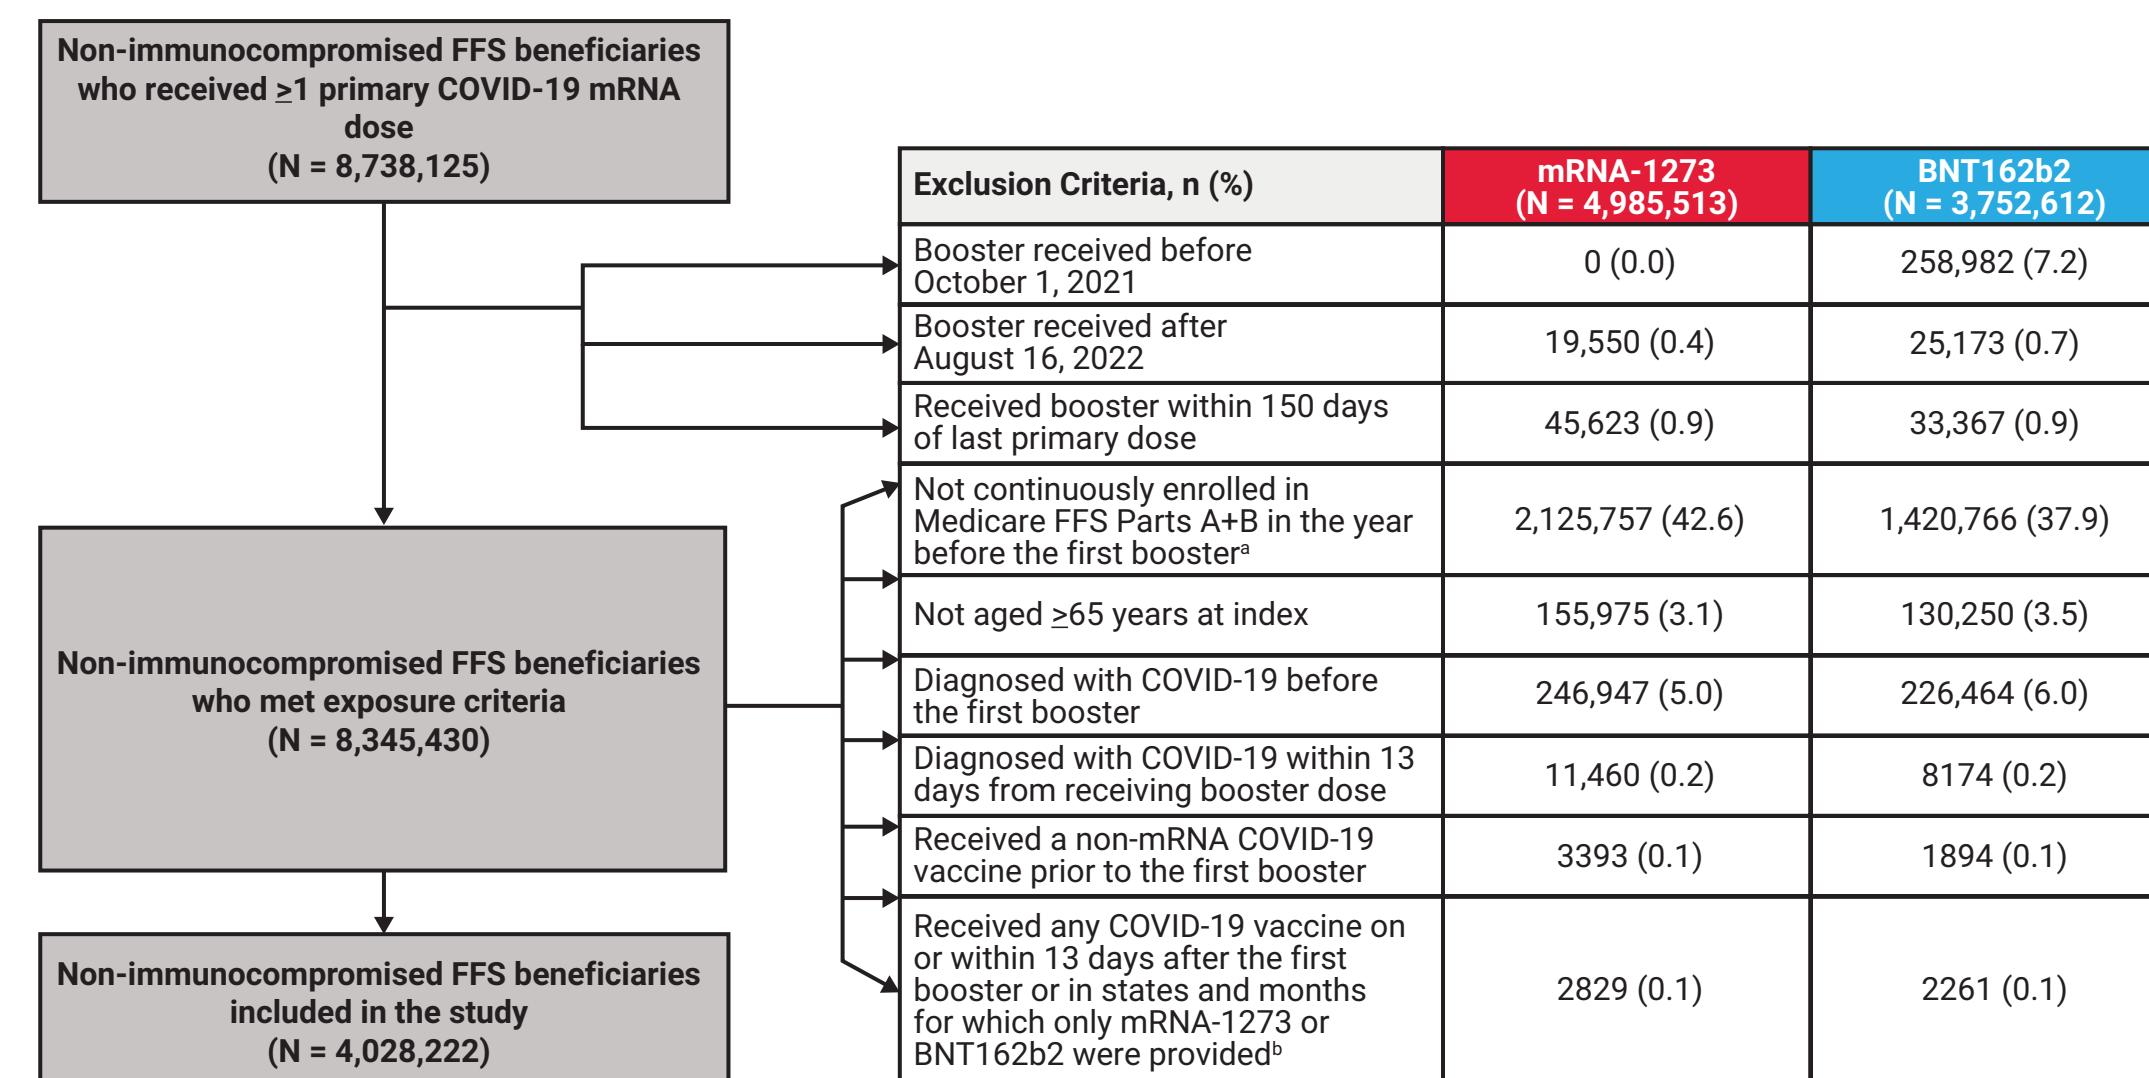 Non-immunocompromised FFS beneficiaries
who received ≥1 primary COVID-19 mRNA
dose
(N = 8,738,125)
Exclusion Criteria, n (%)
mRNA-1273
(N = 4,985,513)
BNT162b2
(N = 3,752,612)
Booster received before
October 1, 2021
0 (0.0)
258,982 (7.2)
Booster received after
August 16, 2022
19,550 (0.4)
25,173 (0.7)
Received booster within 150 days
of last primary dose
45,623 (0.9)
33,367 (0.9)
Not continuously enrolled in
Medicare FFS Parts A+B in the year
before the first boosterᵃ
2,125,757 (42.6)
1,420,766 (37.9)
Not aged ≥65 years at index
155,975 (3.1)
130,250 (3.5)
Non-immunocompromised FFS beneficiaries
who met exposure criteria
(N = 8,345,430)
Diagnosed with COVID-19 before
the first booster
246,947 (5.0)
226,464 (6.0)
Diagnosed with COVID-19 within 13
days from receiving booster dose
11,460 (0.2)
8174 (0.2)
Received a non-mRNA COVID-19
vaccine prior to the first booster
3393 (0.1)
1894 (0.1)
Received any COVID-19 vaccine on
or within 13 days after the first
booster or in states and months
for which only mRNA-1273 or
BNT162b2 were providedᵇ
2829 (0.1)
2261 (0.1)
Non-immunocompromised FFS beneficiaries
included in the study
(N = 4,028,222)